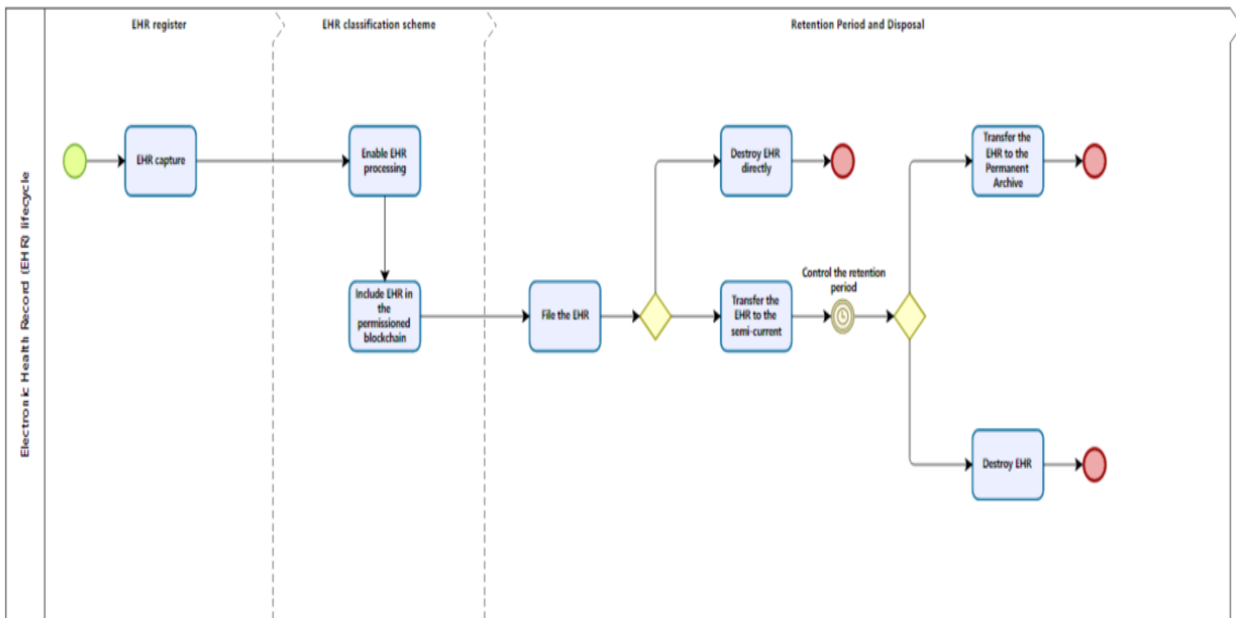 Electronic Health Record (EHR) lifecycle
EHR register
EHR classification scheme
Retention Period and Disposal
EHR capture
Enable EHR
processing
Include EHR in
the
permissioned
blockchain
File the EHR
Destroy EHR
directly
Transfer the
EHR to the
semi-current
Control the retention
period
Transfer the
EHR to the
Permanent
Archive
Destroy EHR